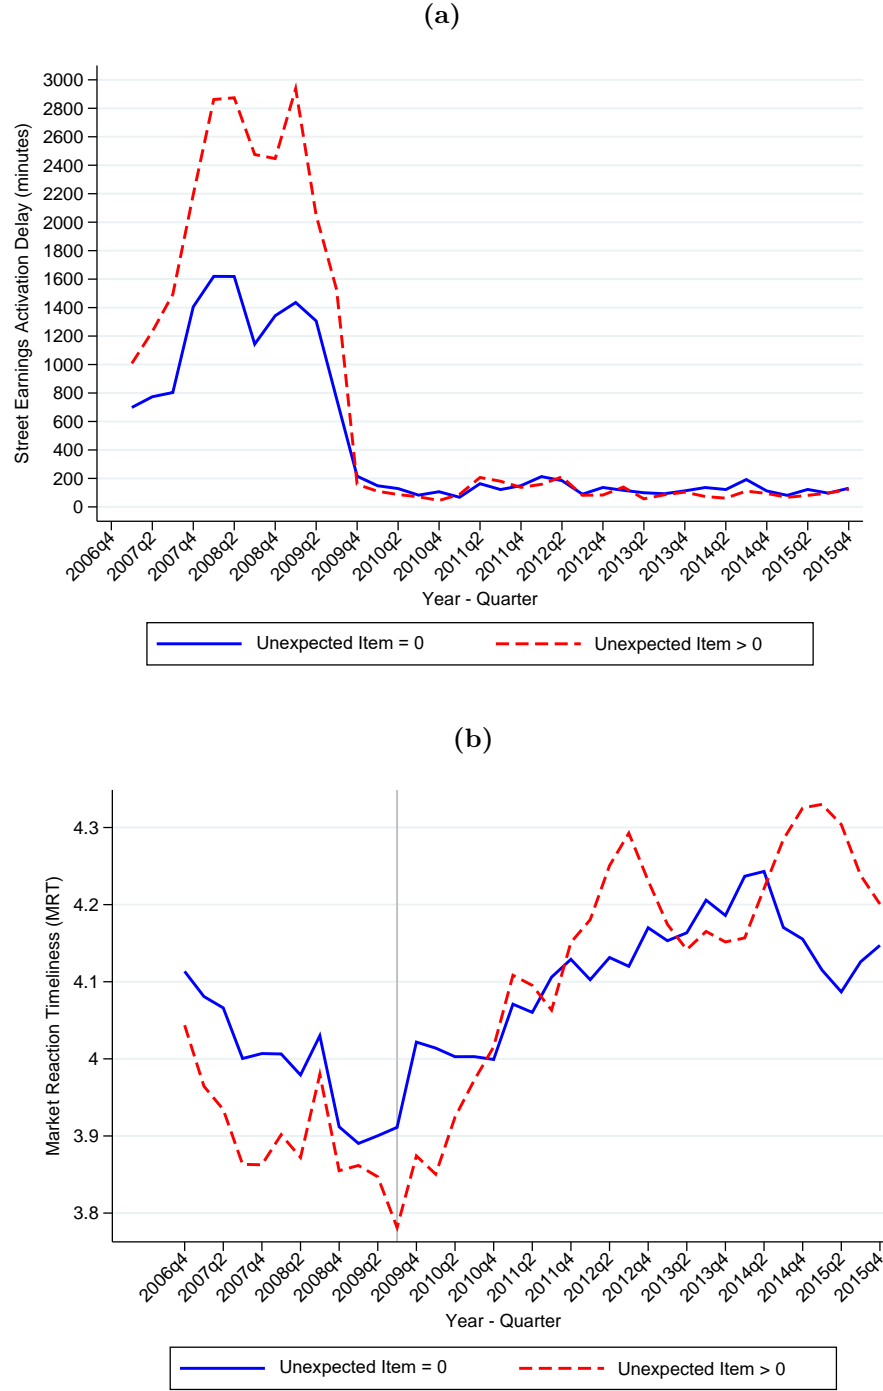 (a)
Street Earnings Activation Delay (minutes)
3000
2800
2600
2400
2200
2000
1800
1600
1400
1200
1000
800
600
400
200
0
2006q4 2007q2 2007q4 2008q2 2008q4 2009q2 2009q4 2010q2 2010q4 2011q2 2011q4 2012q2 2012q4 2013q2 2013q4 2014q2 2014q4 2015q2 2015q4
Year - Quarter
Unexpected Item = 0 Unexpected Item > 0
(b)
Market Reaction Timeliness (MRT)
4.3
4.2
4.1
4
3.9
3.8
2006q4 2007q2 2007q4 2008q2 2008q4 2009q2 2009q4 2010q2 2010q4 2011q2 2011q4 2012q2 2012q4 2013q2 2013q4 2014q2 2014q4 2015q2 2015q4
Year - Quarter
Unexpected Item = 0 Unexpected Item > 0